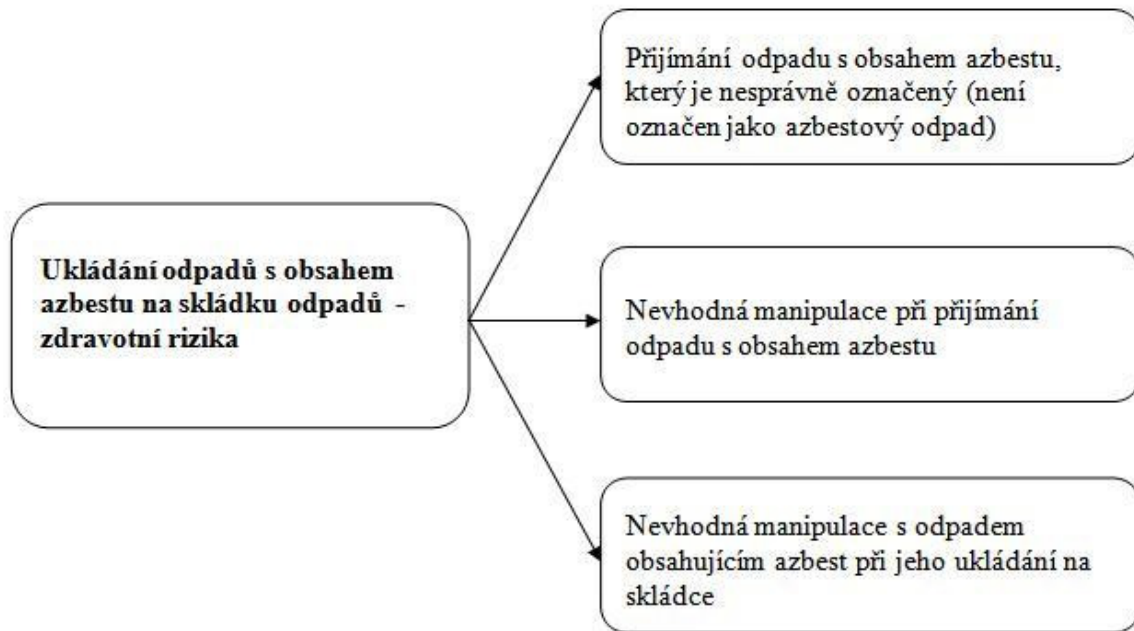 Přijímání odpadu s obsahem azbestu,
který je nesprávně označený (není
označen jako azbestový odpad)
Ukládání odpadů s obsahem
azbestu na skládku odpadů -
zdravotní rizika
Nevhodná manipulace při přijímání
odpadu s obsahem azbestu
Nevhodná manipulace s odpadem
obsahujícím azbest při jeho ukládání na
skládce